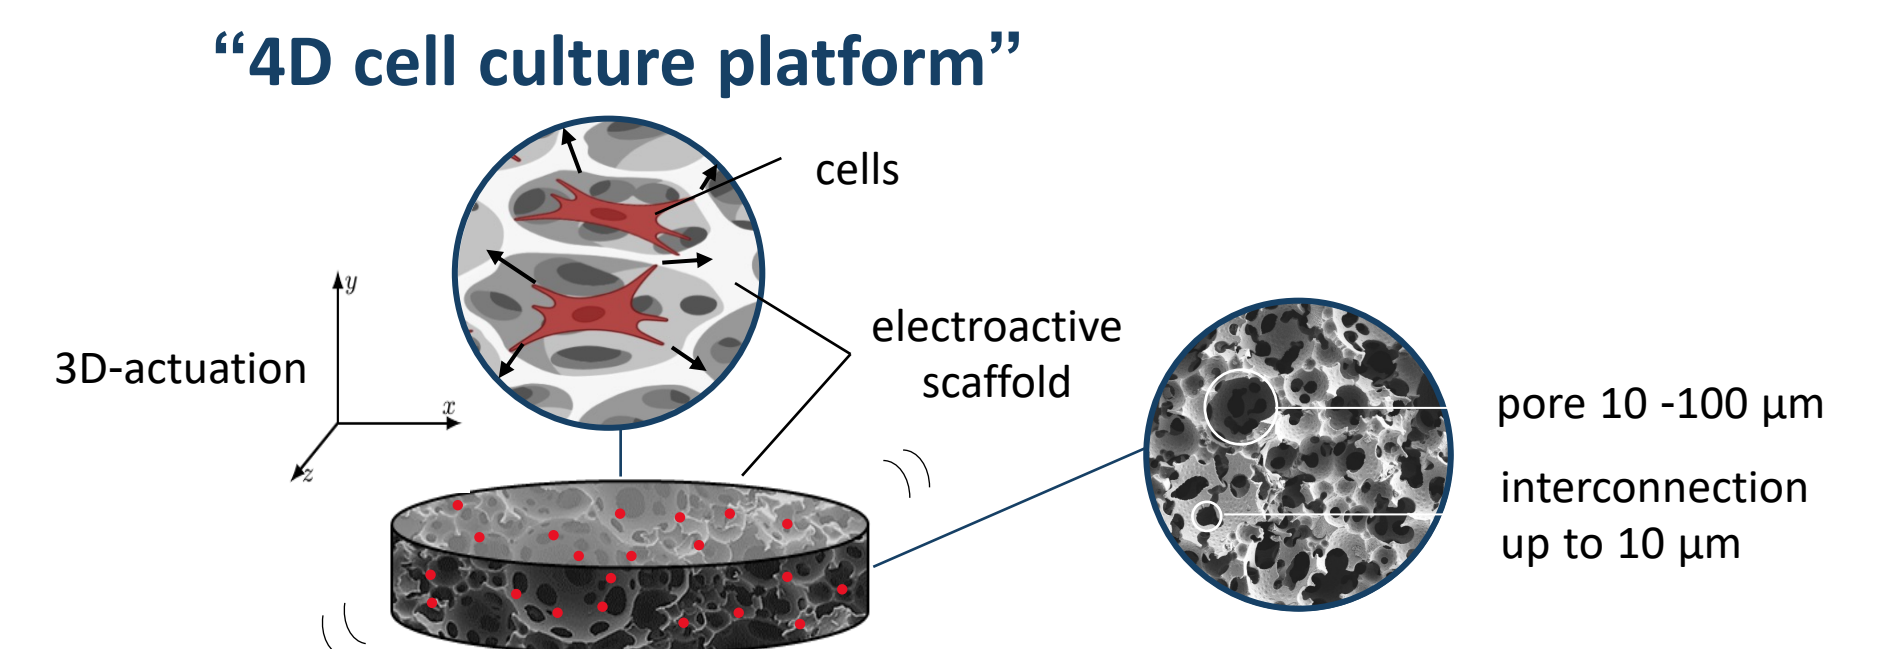 “4D cell culture platform”
cells
y
electroactive
scaffold
3D-actuation
x
z
pore 10 -100 µm
interconnection
up to 10 µm